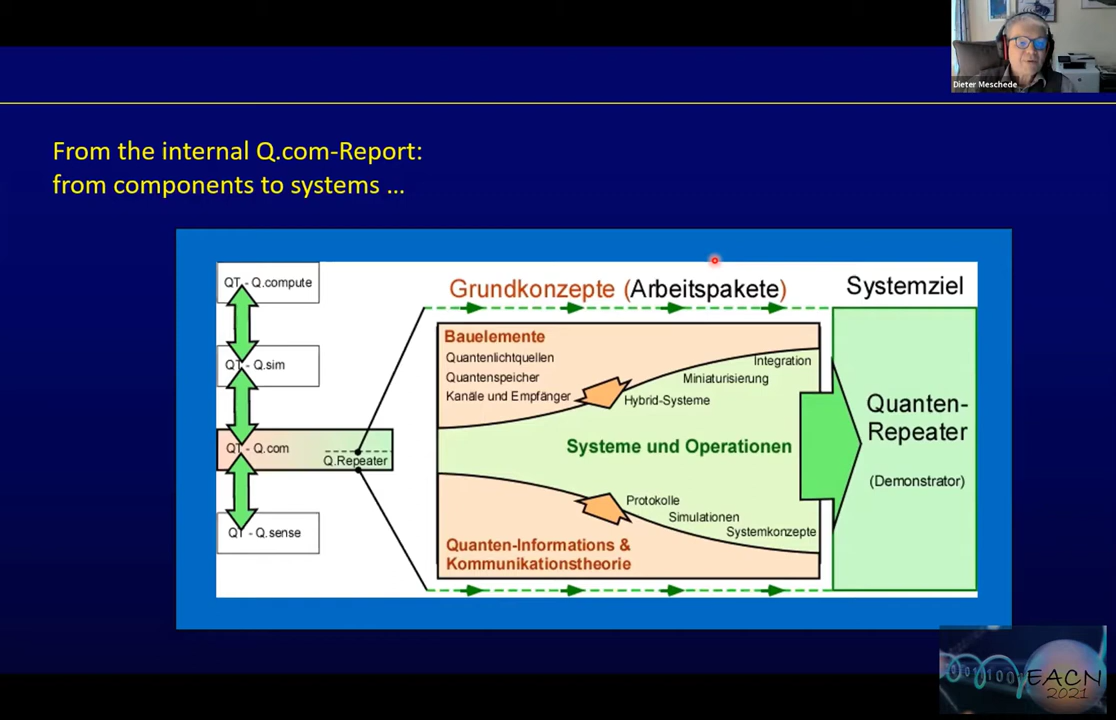 Dieter Meschede
From the internal Q.com-Report:
from components to systems ...
QT - Q.compute
QT - Q.sim
QT - Q.com
Q.Repeater
QT - Q.sense
Grundkonzepte (Arbeitspakete)
Bauelemente
Quantenlichtquellen
Quantenspeicher
Kanäle und Empfänger
Integration
Miniaturisierung
Hybrid-Systeme
Systeme und Operationen
Protokolle
Simulationen
Systemkonzepte
Quanten-Informations &
Kommunikationstheorie
Systemziel
Quanten-
Repeater
(Demonstrator)
EACN
2021